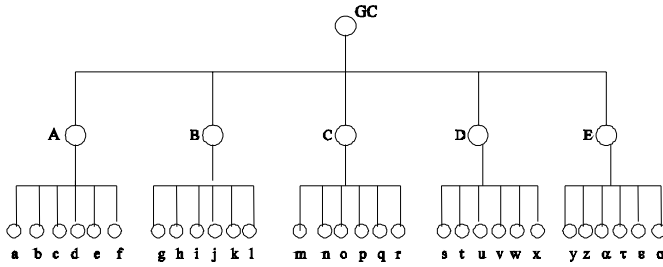 GC
A B C D E
a b c d e f g h i j k l m n o p q r s t u v w x y z α τ ε